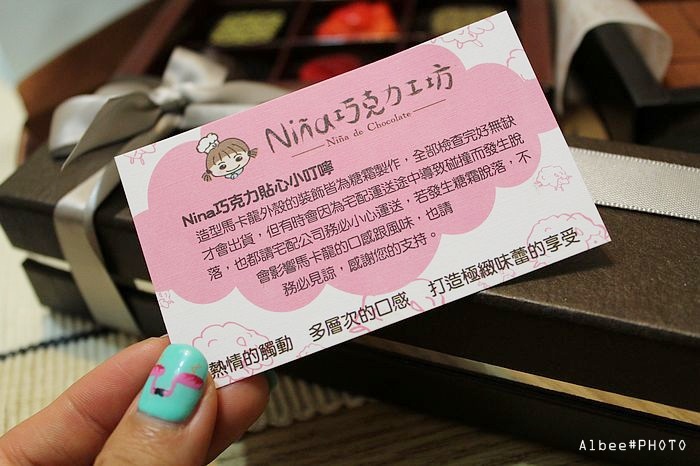 Niña巧克力工坊
Niña de Chocolate
Nina巧克力貼心小叮嚀
造型馬卡龍外殼的裝飾皆為糖霜製作，全部檢查完好無缺
才會出貨，但有時會因為宅配運送途中導致碰撞而發生脫
落，也都請宅配公司務必小心運送，若發生糖霜脫落，不
會影響馬卡龍的口感跟風味，也請
務必見諒，感謝您的支持。
熱情的觸動 多層次的口感 打造極緻味蕾的享受
Albee#PHOTO